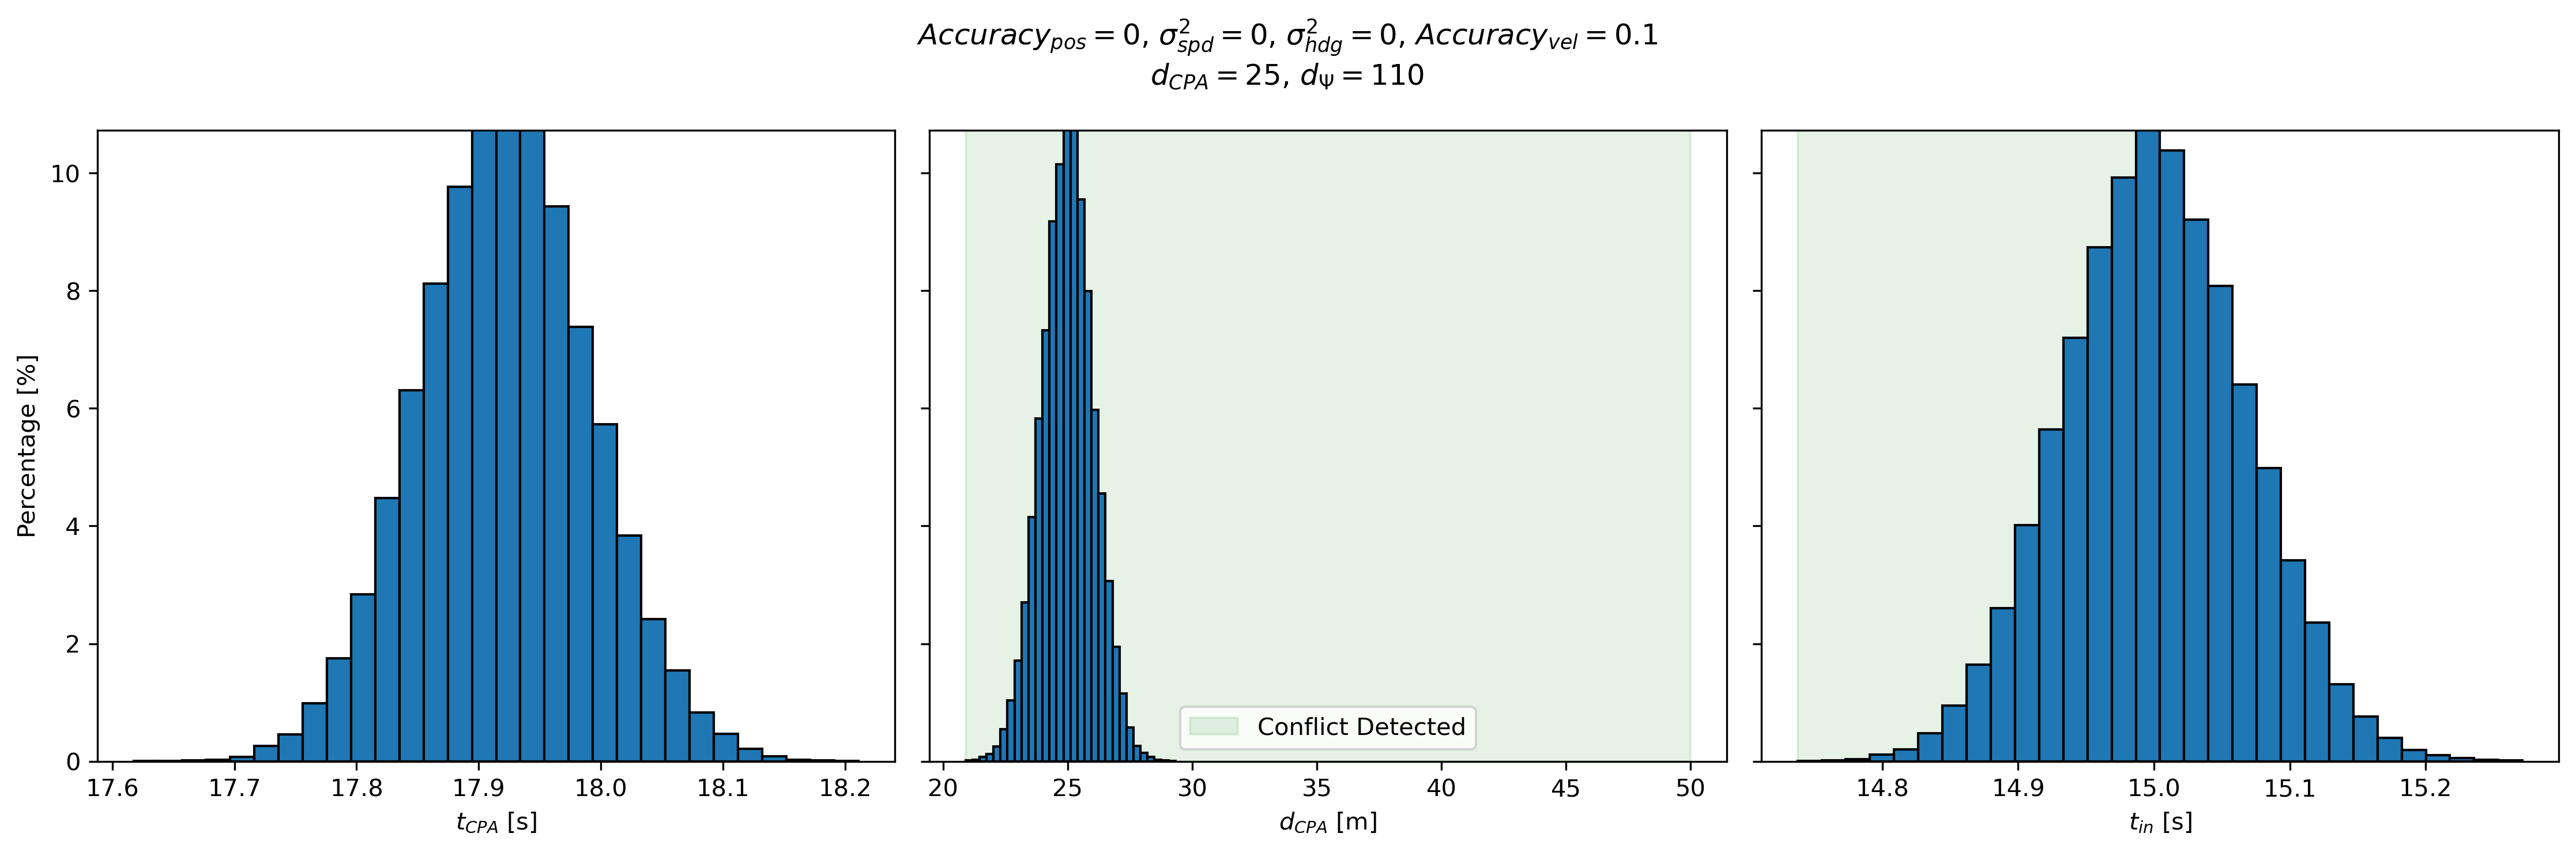 Accuracy_pos = 0, σ²_spd = 0, σ²_hdg = 0, Accuracy_vel = 0.1
d_CPA = 25, d_Ψ = 110
Percentage [%]
10
8
6
4
2
0
17.6 17.7 17.8 17.9 18.0 18.1 18.2
t_CPA [s]
Conflict Detected
20 25 30 35 40 45 50
d_CPA [m]
14.8 14.9 15.0 15.1 15.2
t_in [s]